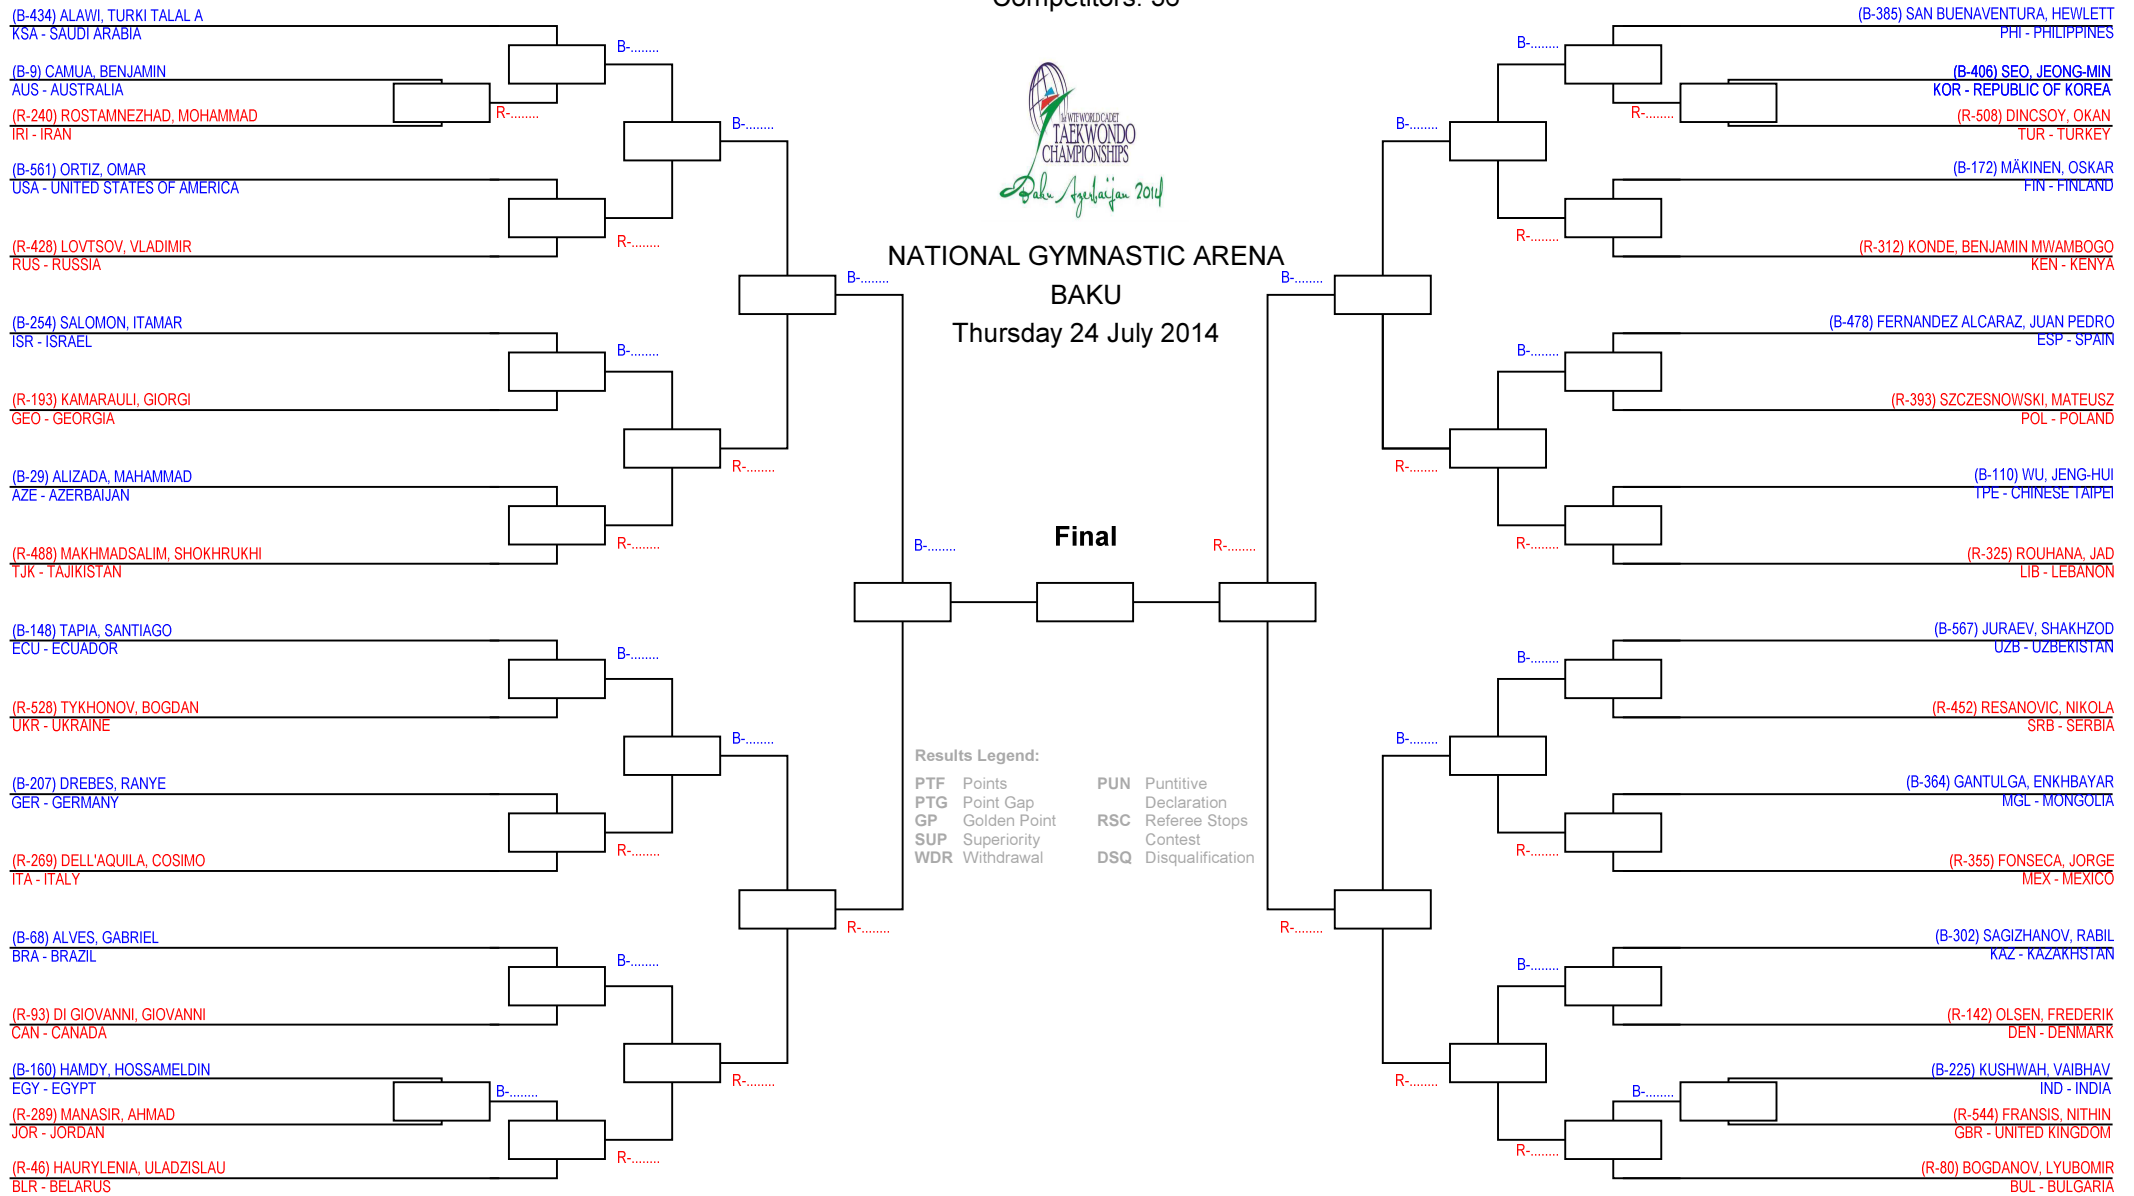 Competitors: 36
(B-434) ALAWI, TURKI TALAL A
KSA - SAUDI ARABIA
(B-9) CAMUA, BENJAMIN
AUS - AUSTRALIA
(R-240) ROSTAMNEZHAD, MOHAMMAD
IRI - IRAN
(B-561) ORTIZ, OMAR
USA - UNITED STATES OF AMERICA
(R-428) LOVTSOV, VLADIMIR
RUS - RUSSIA
(B-254) SALOMON, ITAMAR
ISR - ISRAEL
(R-193) KAMARAULI, GIORGI
GEO - GEORGIA
(B-29) ALIZADA, MAHAMMAD
AZE - AZERBAIJAN
(R-488) MAKHMADSALIM, SHOKHRUKHI
TJK - TAJIKISTAN
(B-148) TAPIA, SANTIAGO
ECU - ECUADOR
(R-528) TYKHONOV, BOGDAN
UKR - UKRAINE
(B-207) DREBES, RANYE
GER - GERMANY
(R-269) DELL'AQUILA, COSIMO
ITA - ITALY
(B-68) ALVES, GABRIEL
BRA - BRAZIL
(R-93) DI GIOVANNI, GIOVANNI
CAN - CANADA
(B-160) HAMDY, HOSSAMELDIN
EGY - EGYPT
(R-289) MANASIR, AHMAD
JOR - JORDAN
(R-46) HAURYLENIA, ULADZISLAU
BLR - BELARUS
R-........
B-........
B-........
R-........
B-........
R-........
B-........
R-........
B-........
R-........
B-........
R-........
B-........
R-........
B-........
R-........
B-........
WTF WORLD CADET
TAEKWONDO
CHAMPIONSHIPS
Baku Azerbaijan 2014
NATIONAL GYMNASTIC ARENA
BAKU
Thursday 24 July 2014
Final
R-........
Results Legend:
PTF Points
PTG Point Gap
GP Golden Point
SUP Superiority
WDR Withdrawal
PUN Puntitive
Declaration
RSC Referee Stops
Contest
DSQ Disqualification
B-........
R-........
B-........
R-........
B-........
R-........
B-........
R-........
B-........
R-........
B-........
R-........
B-........
R-........
R-........
B-........
(B-385) SAN BUENAVENTURA, HEWLETT
PHI - PHILIPPINES
(B-406) SEO, JEONG-MIN
KOR - REPUBLIC OF KOREA
(R-508) DINCSOY, OKAN
TUR - TURKEY
(B-172) MÄKINEN, OSKAR
FIN - FINLAND
(R-312) KONDE, BENJAMIN MWAMBOGO
KEN - KENYA
(B-478) FERNANDEZ ALCARAZ, JUAN PEDRO
ESP - SPAIN
(R-393) SZCZESNOWSKI, MATEUSZ
POL - POLAND
(B-110) WU, JENG-HUI
TPE - CHINESE TAIPEI
(R-325) ROUHANA, JAD
LIB - LEBANON
(B-567) JURAEV, SHAKHZOD
UZB - UZBEKISTAN
(R-452) RESANOVIC, NIKOLA
SRB - SERBIA
(B-364) GANTULGA, ENKHBAYAR
MGL - MONGOLIA
(R-355) FONSECA, JORGE
MEX - MEXICO
(B-302) SAGIZHANOV, RABIL
KAZ - KAZAKHSTAN
(R-142) OLSEN, FREDERIK
DEN - DENMARK
(B-225) KUSHWAH, VAIBHAV
IND - INDIA
(R-544) FRANSIS, NITHIN
GBR - UNITED KINGDOM
(R-80) BOGDANOV, LYUBOMIR
BUL - BULGARIA